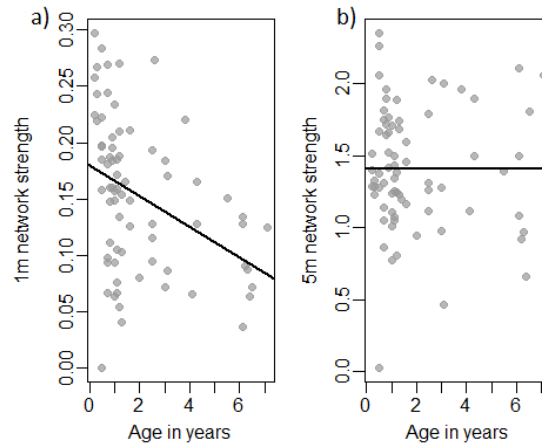 a)
1m network strength
0.30
0.25
0.20
0.15
0.10
0.05
0.00
0 2 4 6
Age in years
b)
5m network strength
2.0
1.5
1.0
0.5
0.0
0 2 4 6
Age in years